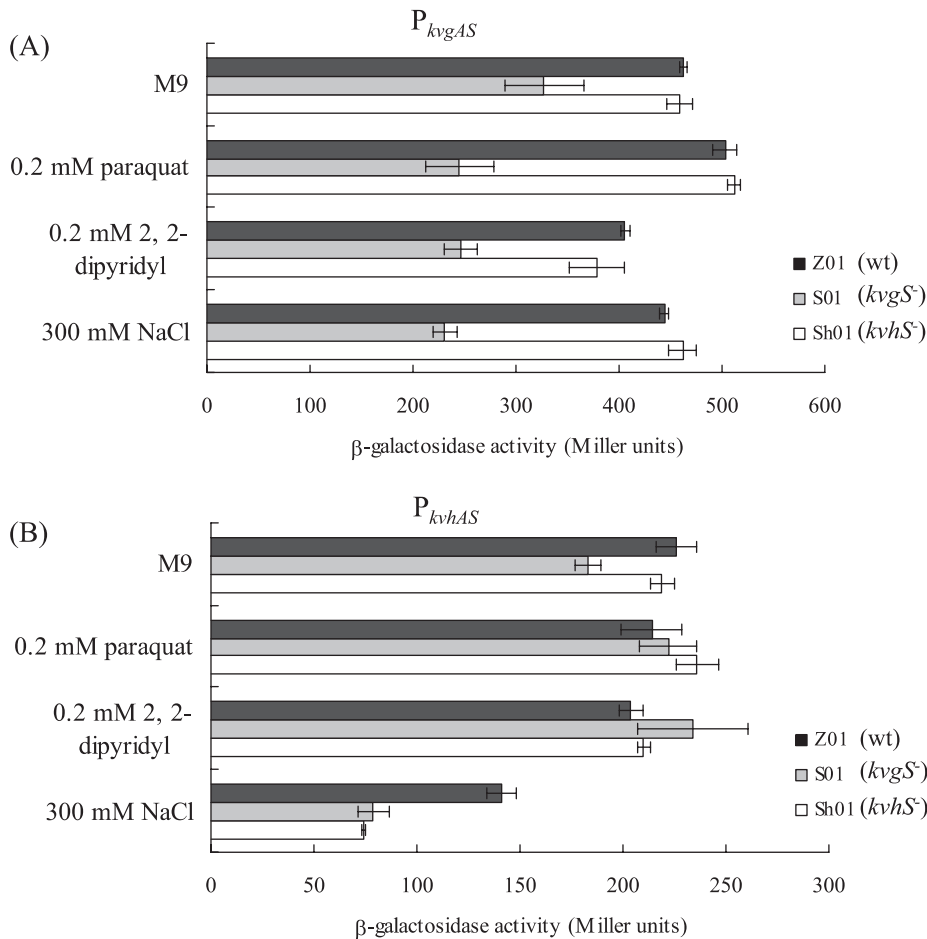 (A)
P kvgAS
M9
0.2 mM paraquat
0.2 mM 2, 2-
dipyridyl
300 mM NaCl
Z01 (wt)
S01 (kvgS-)
Sh01 (kvhS-)
0 100 200 300 400 500 600
β-galactosidase activity (Miller units)
(B)
P kvhAS
M9
0.2 mM paraquat
0.2 mM 2, 2-
dipyridyl
300 mM NaCl
Z01 (wt)
S01 (kvgS-)
Sh01 (kvhS-)
0 50 100 150 200 250 300
β-galactosidase activity (Miller units)